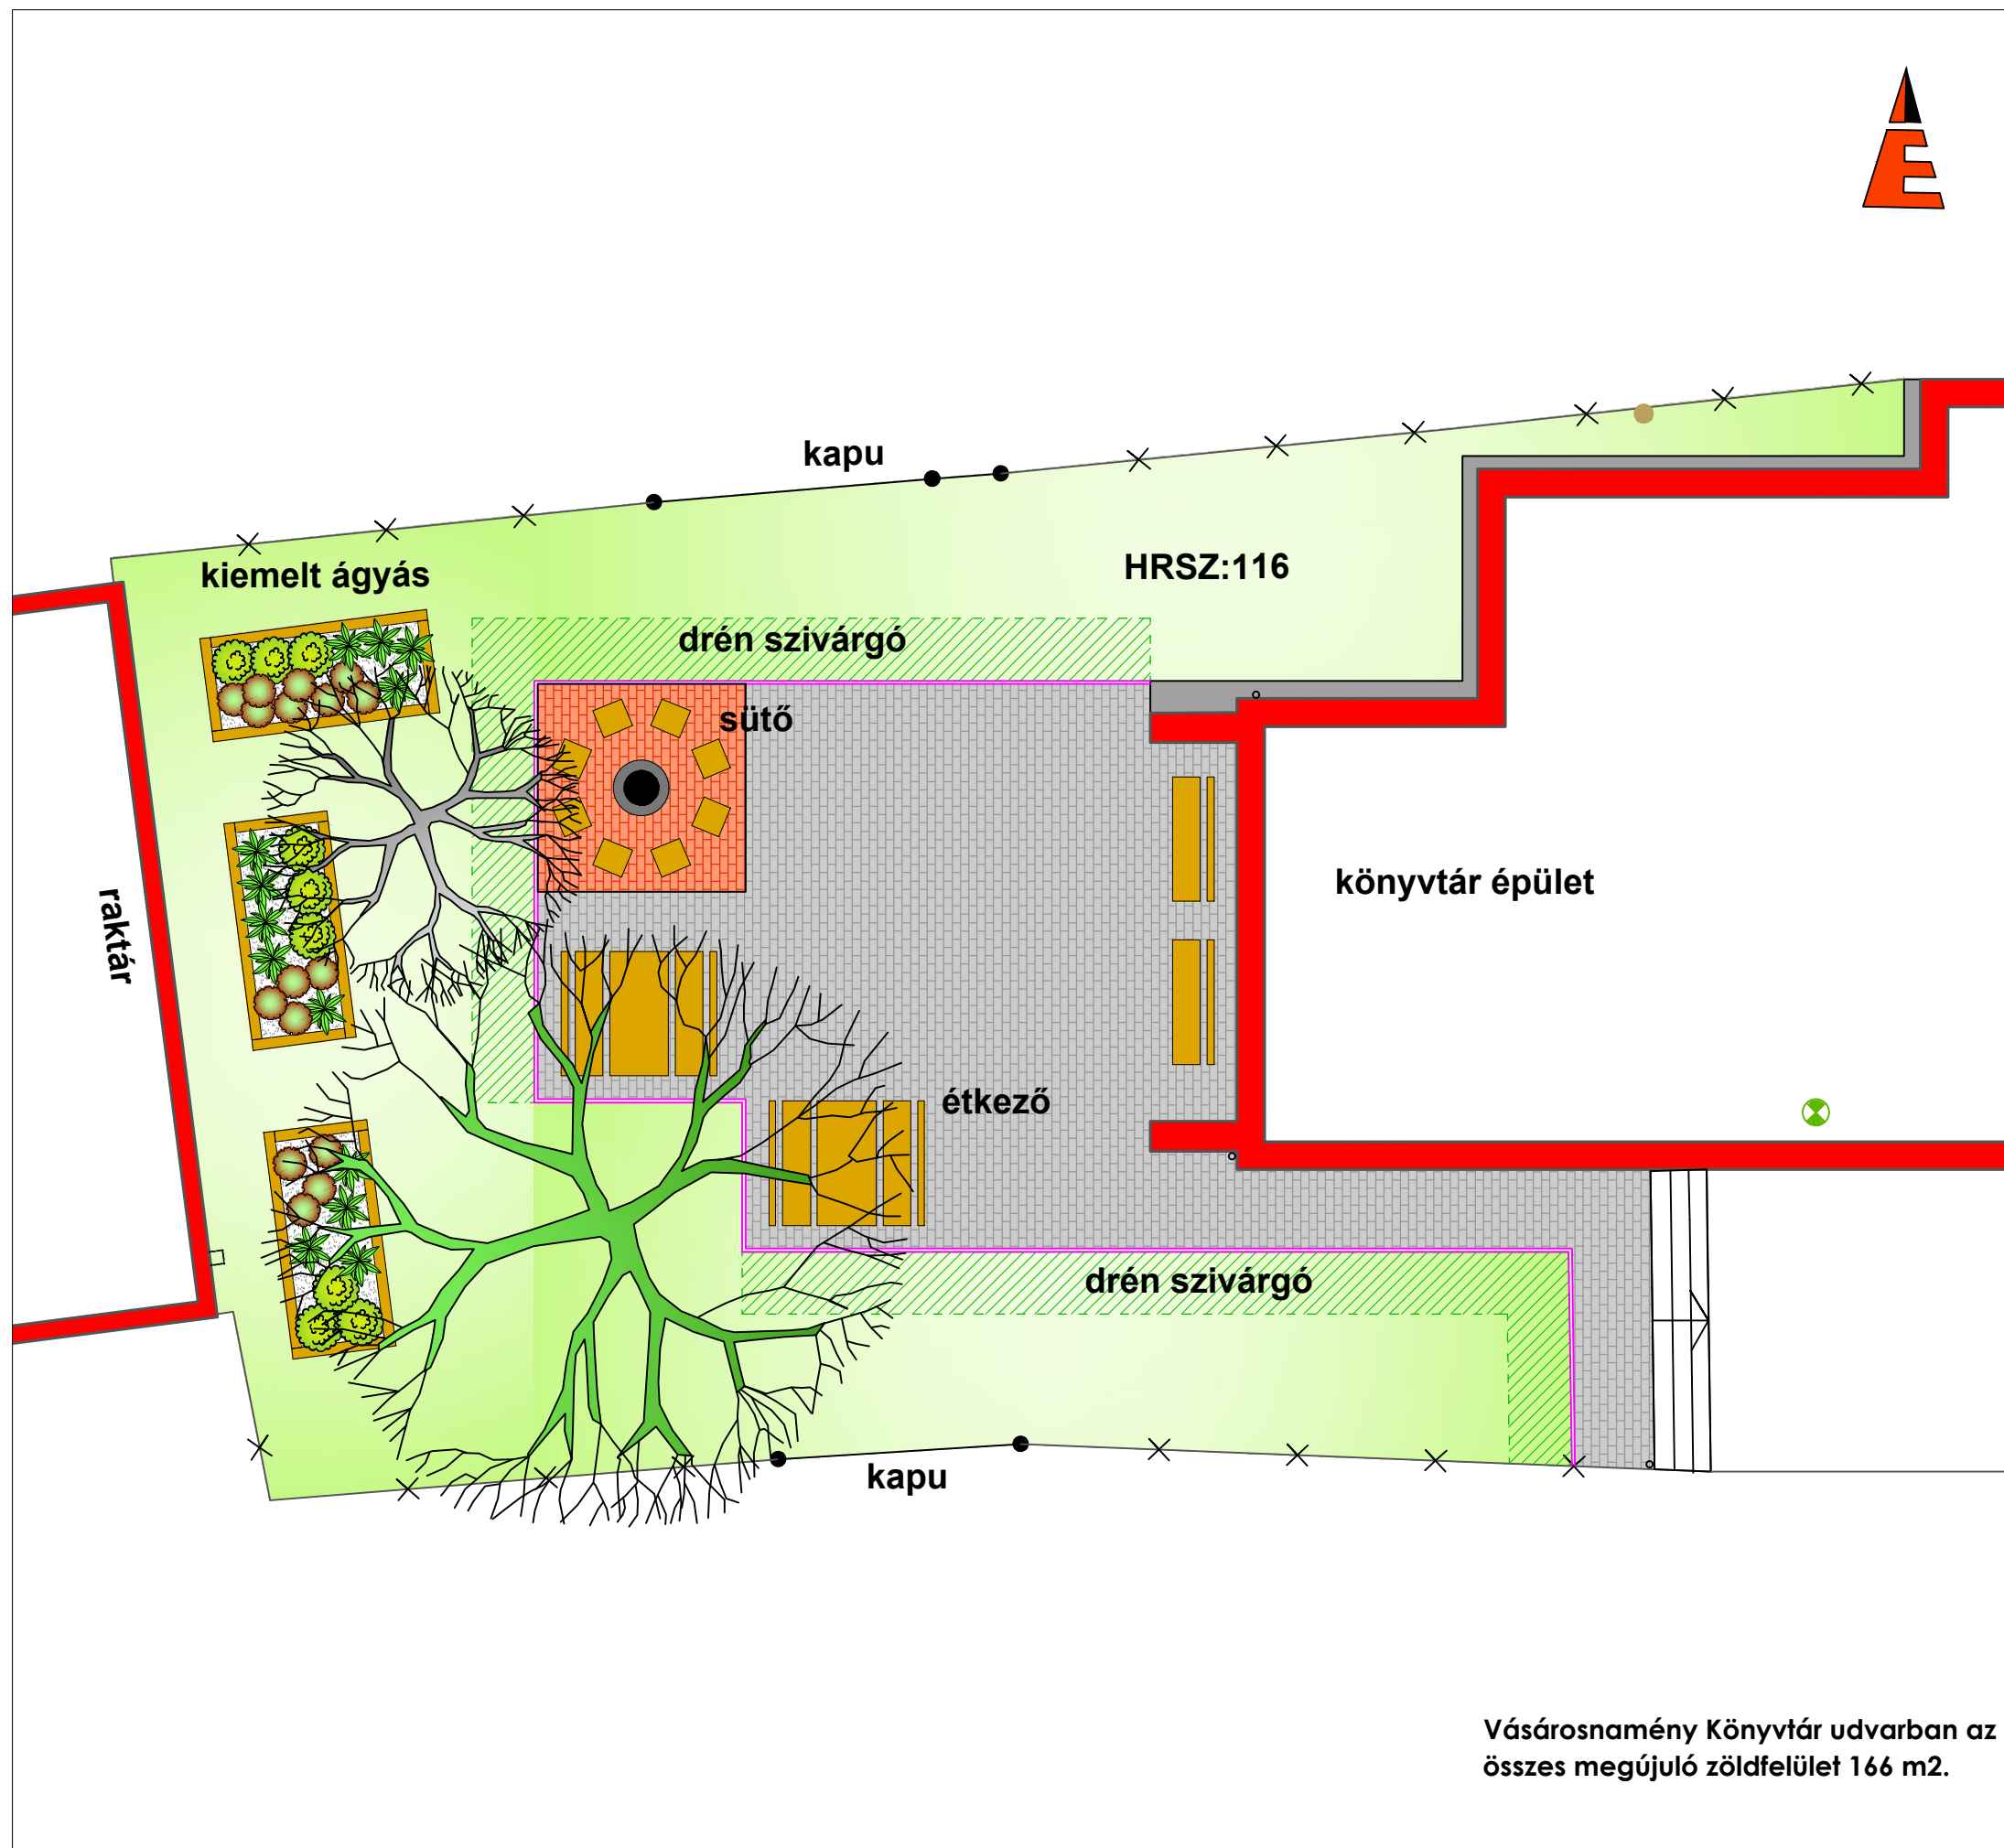 É
kapu
HRSZ:116
kiemelt ágyás
drén szivárgó
sütő
könyvtár épület
raktár
étkező
drén szivárgó
kapu
Vásárosnamény Könyvtár udvarban az
összes megújuló zöldfelület 166 m2.